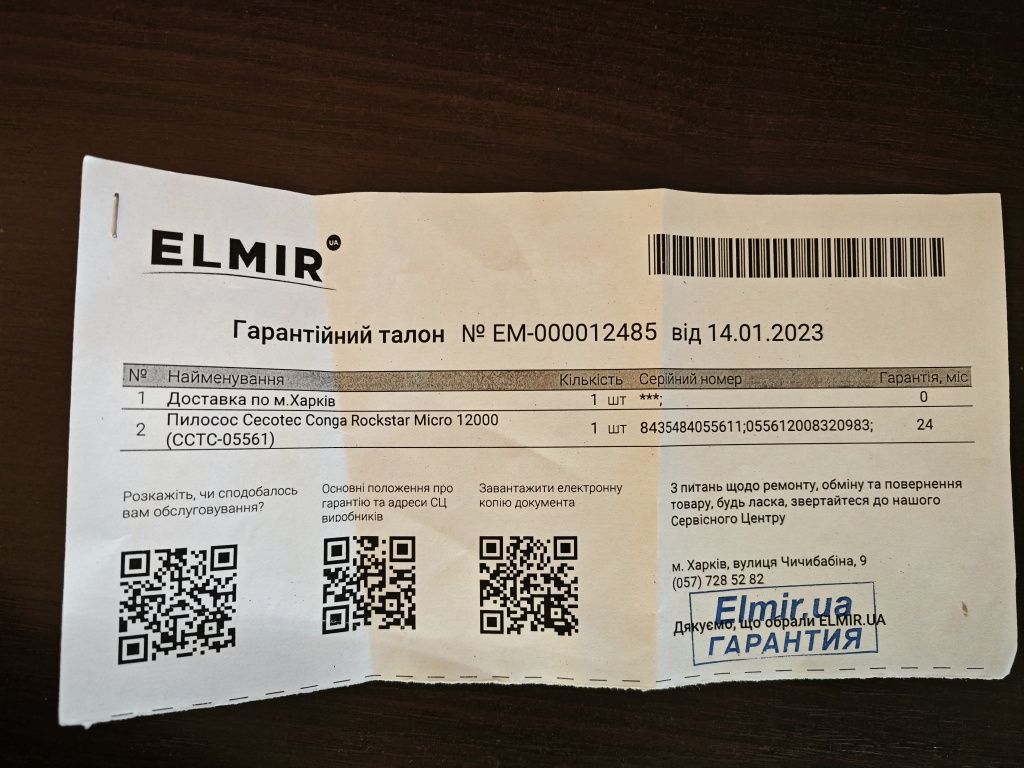 ELMIR UA
Гарантійний талон № EM-000012485 від 14.01.2023
№ Найменування Кількість Серійний номер Гарантія, міс
1 Доставка по м.Харків 1 шт ***; 0
2 Пилосос Cecotec Conga Rockstar Micro 12000 1 шт 8435484055611;055612008320983; 24
(CCTC-05561)
Розкажіть, чи сподобалось
вам обслуговування?
Основні положення про
гарантію та адреси СЦ
виробників
Завантажити електронну
копію документа
З питань щодо ремонту, обміну та повернення
товару, будь ласка, звертайтеся до нашого
Сервісного Центру
м. Харків, вулиця Чичибабіна, 9
(057) 728 52 82
Elmir.ua
Дякуємо, що обрали ELMIR.UA
ГАРАНТИЯ